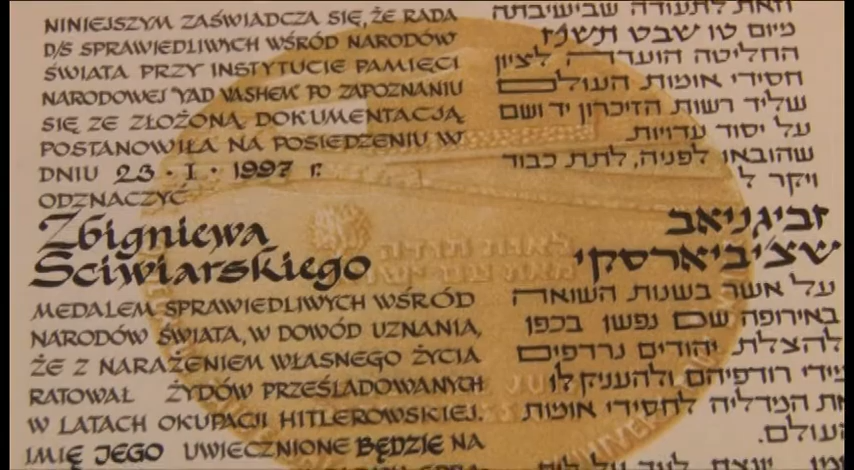 NINIEJSZYM ZAŚWIADCZA SIĘ, ŻE RADA
D/S SPRAWIEDLIWYCH WŚRÓD NARODÓW
ŚWIATA PRZY INSTYTUCIE PAMIĘCI
NARODOWEJ YAD VASHEM PO ZAPOZNANIU
SIĘ ZE ZŁOŻONĄ DOKUMENTACJĄ
POSTANOWIŁA NA POSIEDZENIU W
DNIU 23 · I · 1997 r.
ODZNACZYĆ
Zbigniewa
Ściwiarskiego
MEDALEM SPRAWIEDLIWYCH WŚRÓD
NARODÓW ŚWIATA, W DOWÓD UZNANIA,
ŻE Z NARAŻENIEM WŁASNEGO ŻYCIA
RATOWAŁ ŻYDÓW PRZEŚLADOWANYCH
W LATACH OKUPACJI HITLEROWSKIEJ.
IMIĘ JEGO UWIECZNIONE BĘDZIE NA
וזאת לתעודה שבישיבתה
מיום טו שבט תשנ״ז
החליטה הועדה לציון
חסידי אומות העולם
שליד רשות הזיכרון יד ושם
על יסוד עדויות
שהובאו לפניה, לתת כבוד
ויקר ל
זביגניאב
שציביארסקי
על אשר בשנות השואה
באירופה שם נפשו בכפו
להצלת יהודים נרדפים
מידי רודפיהם ולהעניק לו
את המדליה לחסידי אומות
העולם.